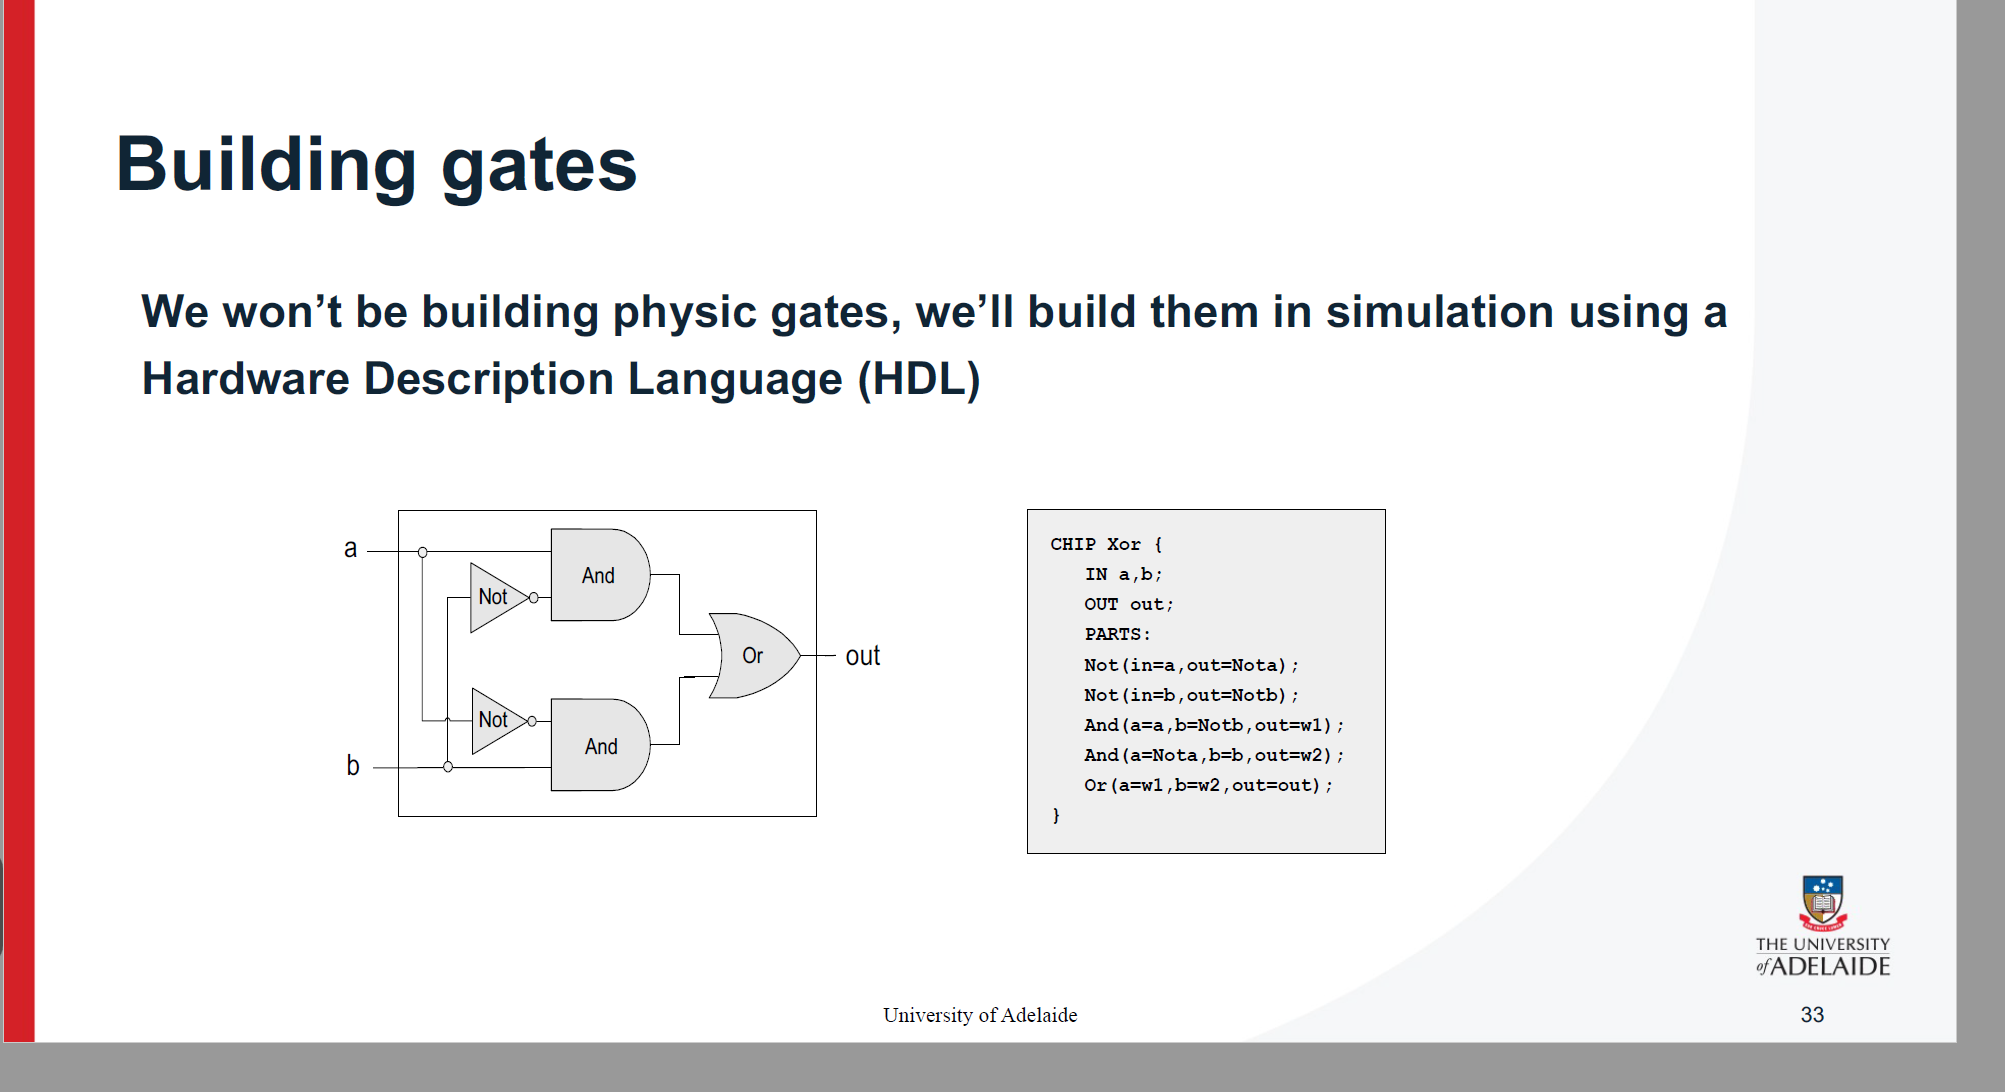 Building gates
We won’t be building physic gates, we’ll build them in simulation using a
Hardware Description Language (HDL)
a
And
Not
Or
out
Not
And
b
CHIP Xor {
IN a,b;
OUT out;
PARTS:
Not(in=a,out=Nota);
Not(in=b,out=Notb);
And(a=a,b=Notb,out=w1);
And(a=Nota,b=b,out=w2);
Or(a=w1,b=w2,out=out);
}
THE UNIVERSITY
of ADELAIDE
University of Adelaide
33